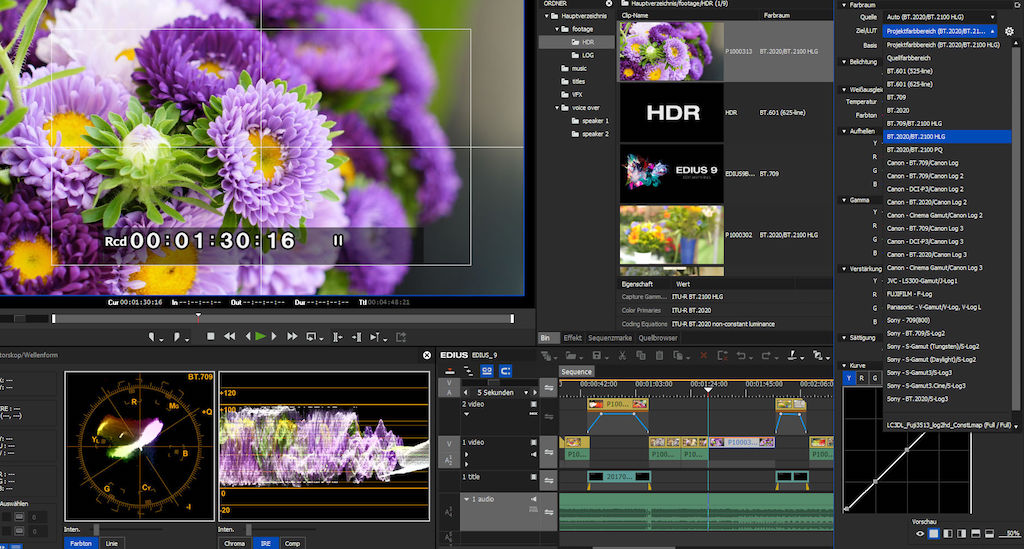 Rcd 00:01:30:16
Cur 00:01:30:16 In --:--:--:-- Out --:--:--:-- Dur --:--:--:-- Ttl 00:04:48;21
ORDNER
Hauptverzeichnis
footage
HDR
LOG
music
titles
VFX
voice over
speaker 1
speaker 2
Hauptverzeichnis/footage/HDR (1/9)
Clip-Name Farbraum
P1000313 BT.2020/BT.2100 HLG
HDR
HDR BT.601 (625-line)
EDIUS 9
EDIUS9B... BT.709
P1000302 BT.2020/BT.2100 HLG
Eigenschaft Wert
Capture Gamm... ITU-R BT.2100 HLG
Color Primaries ITU-R BT.2020
Coding Equations ITU-R BT.2020 non-constant luminance
Bin Effekt Sequenzmarke Quellbrowser
Farbraum
Quelle Auto (BT.2020/BT.2100 HLG)
Ziel/LUT Projektfarbbereich (BT.2020/BT.21...
Basis
Belichtung
Weißausgleic
Temperatur
Farbton
Aufhellen
Y
R
G
B
Gamma
Y
R
G
B
Verstärkung
Y
R
G
B
Sättigung
Kurve
Y R G
Projektfarbbereich (BT.2020/BT.2100 HLG)
Quellfarbbereich
BT.601 (525-line)
BT.601 (625-line)
BT.709
BT.2020
BT.709/BT.2100 HLG
BT.2020/BT.2100 HLG
BT.2020/BT.2100 PQ
Canon - BT.709/Canon Log
Canon - BT.709/Canon Log 2
Canon - DCI-P3/Canon Log 2
Canon - BT.2020/Canon Log 2
Canon - Cinema Gamut/Canon Log 2
Canon - BT.709/Canon Log 3
Canon - DCI-P3/Canon Log 3
Canon - BT.2020/Canon Log 3
Canon - Cinema Gamut/Canon Log 3
JVC - LS300-Gamut/J-Log1
FUJIFILM - F-Log
Panasonic - V-Gamut/V-Log, V-Log L
Sony - 709(800)
Sony - BT.709/S-Log2
Sony - S-Gamut (Tungsten)/S-Log2
Sony - S-Gamut (Daylight)/S-Log2
Sony - S-Gamut3/S-Log3
Sony - S-Gamut3.Cine/S-Log3
Sony - BT.2020/S-Log3
LC3DL_Fuji3513_log2hd_ConstLmap (Full / Full)
Vorschau
50%
torskop/Wellenform
X: ---
Y: ---
BT.709
R
Mg
Q
B
I
Cy
G
YL
+120
+100
0
-20
Auswählen
0
0
Inten.
Farbton Linie
Inten.
Chroma IRE Comp
EDIUS EDIUS_9
Sequence
V
A
5 Sekunden
00:00:42;00 00:01:03;00 00:01:24;00 00:02:06;0
2 video
V
P100...
1 video
V
A12
P10... P100... P100... P10003... P100...
1 title
20170...
1 audio
A12